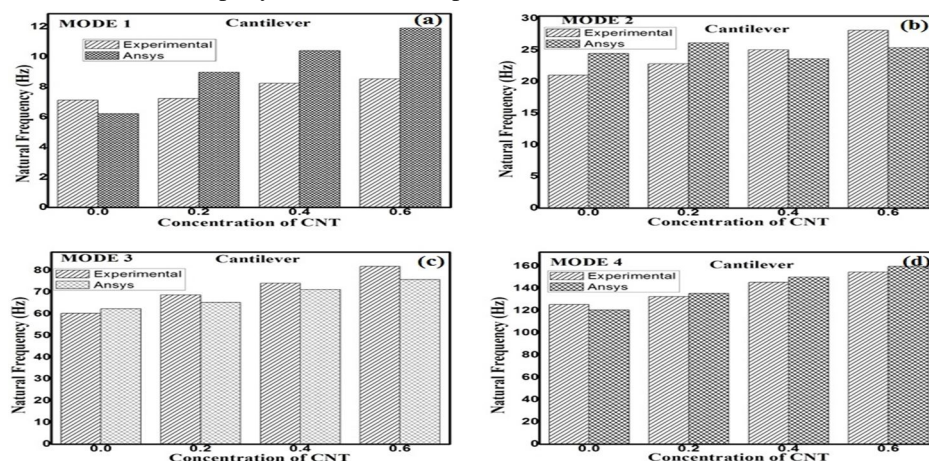 MODE 1
Cantilever
(a)
Experimental
Ansys
Natural Frequency (Hz)
12
10
8
6
4
2
0
0.0 0.2 0.4 0.6
Concentration of CNT
MODE 2
Cantilever
(b)
Experimental
Ansys
Natural Frequency (Hz)
30
25
20
15
10
5
0
0.0 0.2 0.4 0.6
Concentration of CNT
MODE 3
Cantilever
(c)
Experimental
Ansys
Natural Frequency (Hz)
80
70
60
50
40
30
20
10
0
0.0 0.2 0.4 0.6
Concentration of CNT
MODE 4
Cantilever
(d)
Experimental
Ansys
Natural Frequency (Hz)
160
140
120
100
80
60
40
20
0
0.0 0.2 0.4 0.6
Concentration of CNT